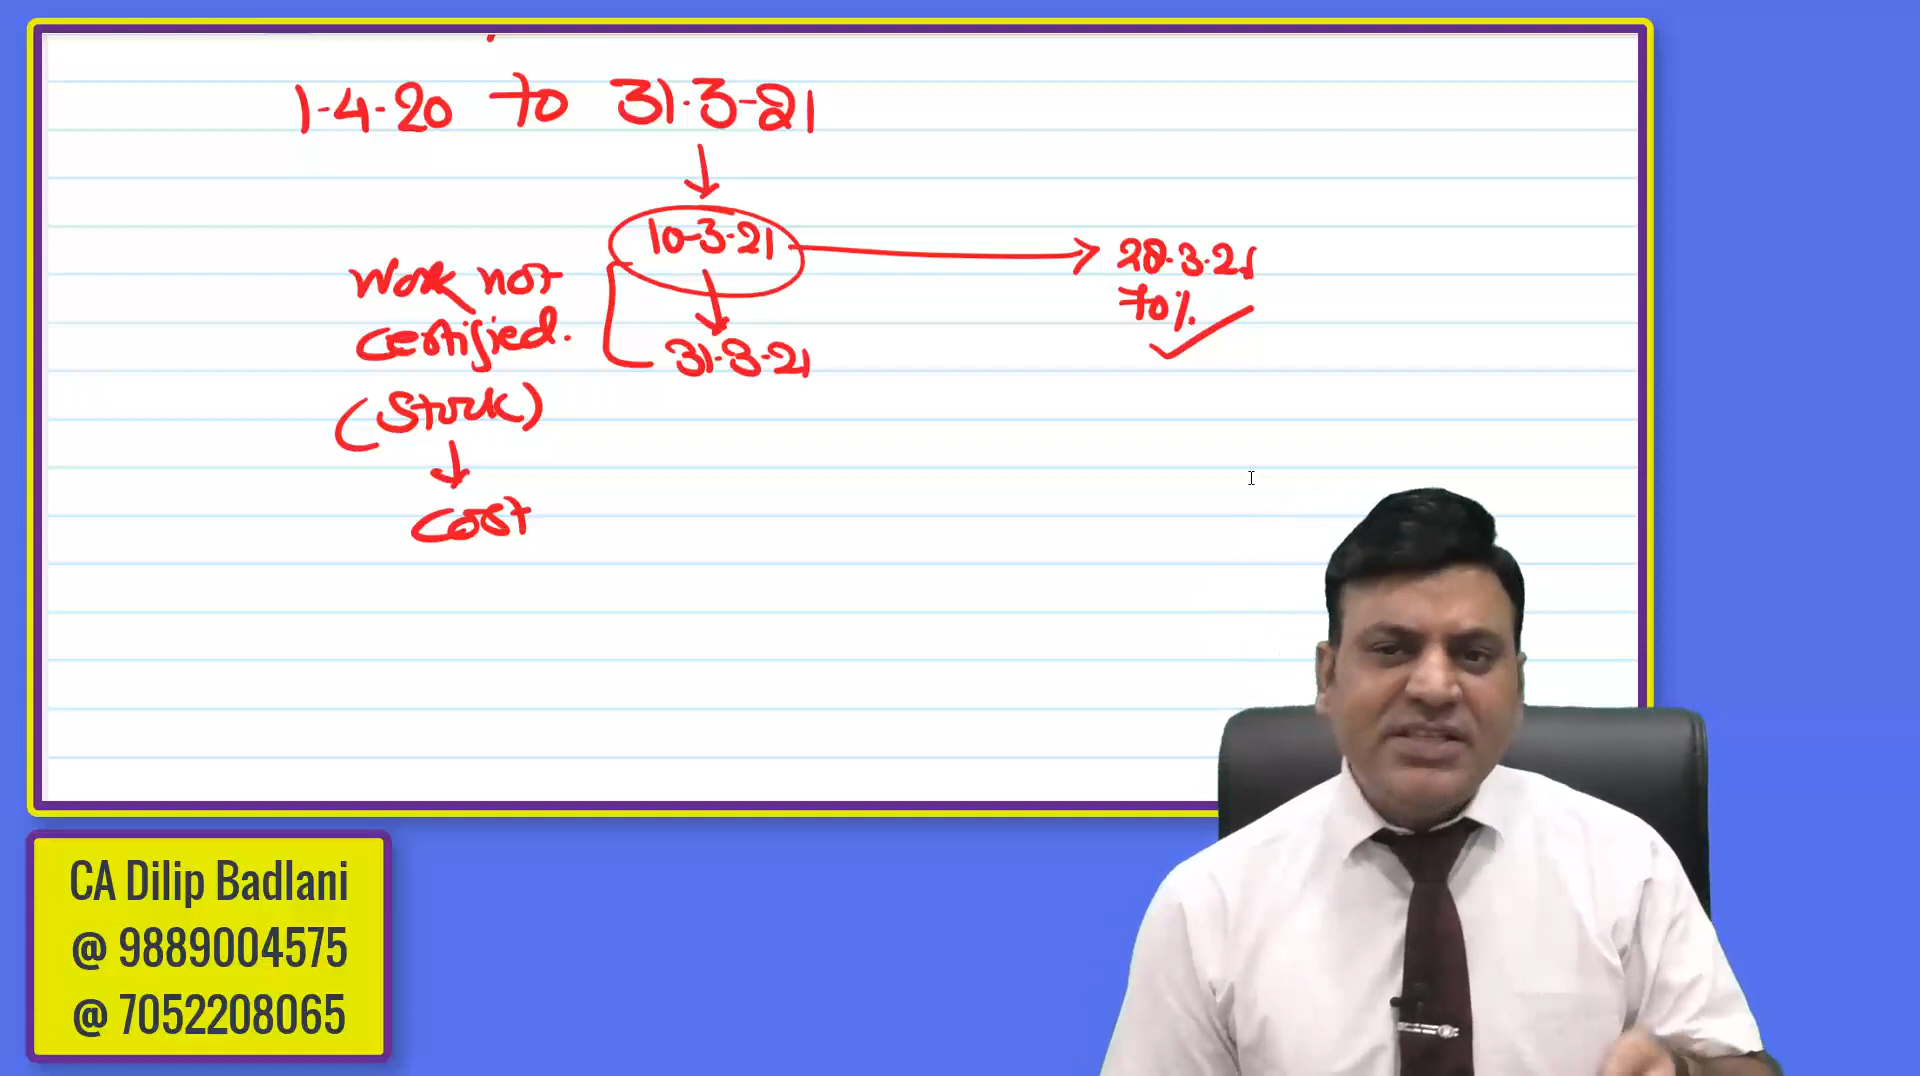 1-4-20 to 31.3-21
10-3-21
28.3.21
70%
Work not
certified.
31-3-21
(Stock)
cost
CA Dilip Badlani
@ 9889004575
@ 7052208065